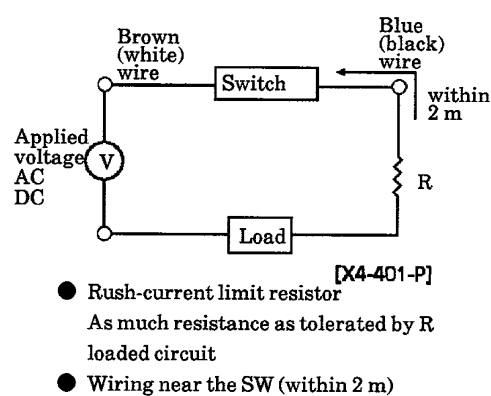 Brown
(white)
wire
Blue
(black)
wire
Switch
within
2 m
Applied
voltage
AC
DC
V
R
Load
[X4-401-P]
● Rush-current limit resistor
As much resistance as tolerated by R
loaded circuit
● Wiring near the SW (within 2 m)